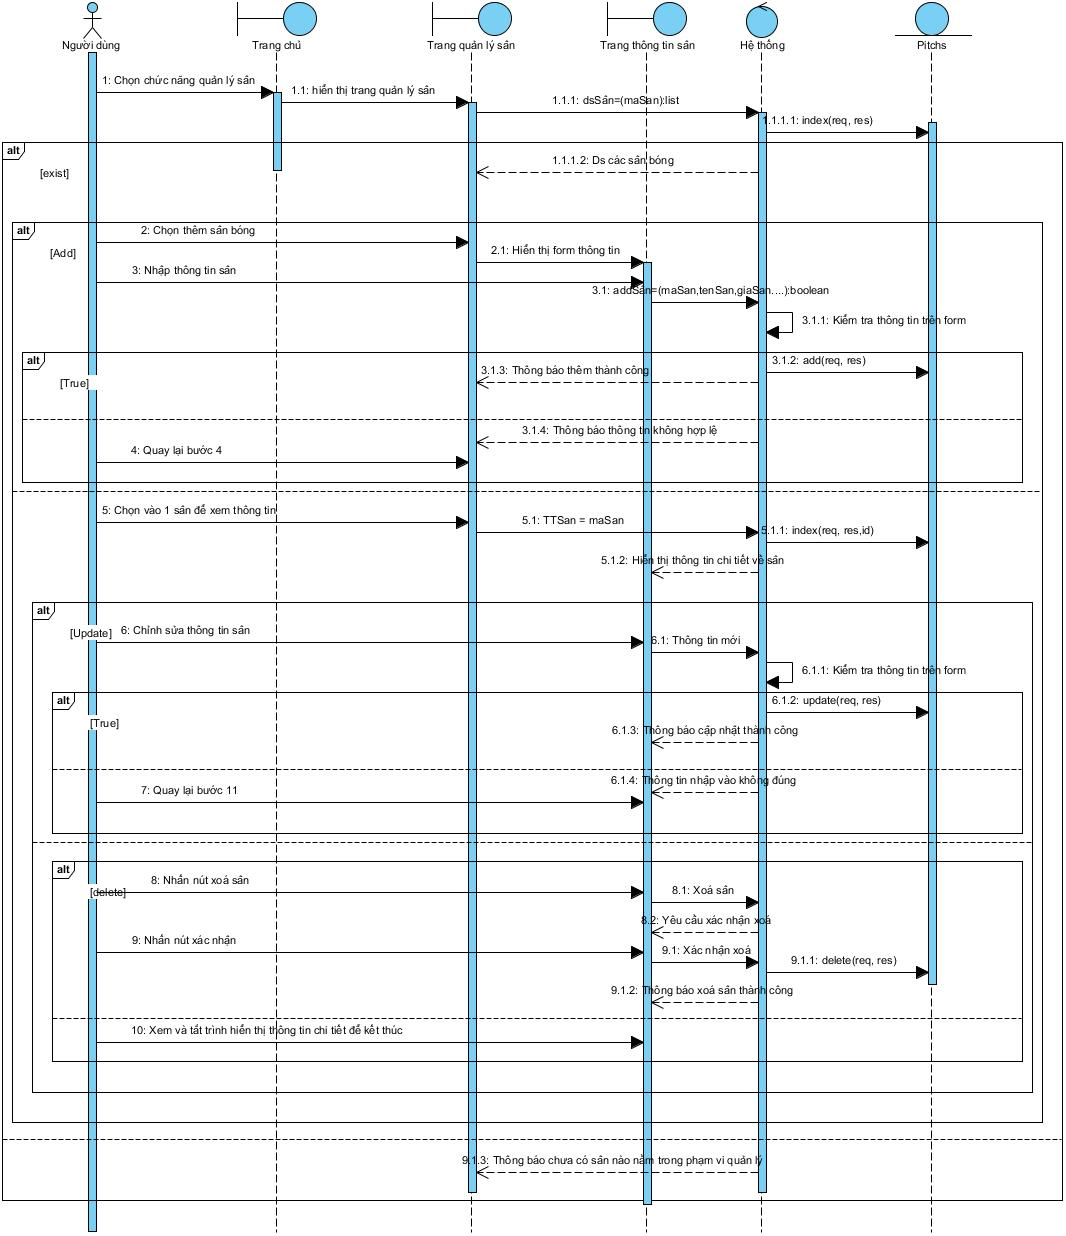 Người dùng
Trang chủ
Trang quản lý sân
Trang thông tin sân
Hệ thống
Pitchs
1: Chọn chức năng quản lý sân
1.1: hiển thị trang quản lý sân
1.1.1: dsSân=(maSan):list
1.1.1.1: index(req, res)
alt
[exist]
1.1.1.2: Ds các sân bóng
alt
[Add]
2: Chọn thêm sân bóng
2.1: Hiển thị form thông tin
3: Nhập thông tin sân
3.1: addSân=(maSan,tenSan,giaSan....):boolean
3.1.1: Kiểm tra thông tin trên form
alt
[True]
3.1.2: add(req, res)
3.1.3: Thông báo thêm thành công
3.1.4: Thông báo thông tin không hợp lệ
4: Quay lại bước 4
5: Chọn vào 1 sân để xem thông tin
5.1: TTSan = maSan
5.1.1: index(req, res,id)
5.1.2: Hiển thị thông tin chi tiết về sân
alt
[Update]
6: Chỉnh sửa thông tin sân
6.1: Thông tin mới
6.1.1: Kiểm tra thông tin trên form
alt
[True]
6.1.2: update(req, res)
6.1.3: Thông báo cập nhật thành công
6.1.4: Thông tin nhập vào không đúng
7: Quay lại bước 11
alt
[delete]
8: Nhấn nút xoá sân
8.1: Xoá sân
8.2: Yêu cầu xác nhận xoá
9: Nhấn nút xác nhận
9.1: Xác nhận xoá
9.1.1: delete(req, res)
9.1.2: Thông báo xoá sân thành công
10: Xem và tắt trình hiển thị thông tin chi tiết để kết thúc
9.1.3: Thông báo chưa có sân nào nằm trong phạm vi quản lý